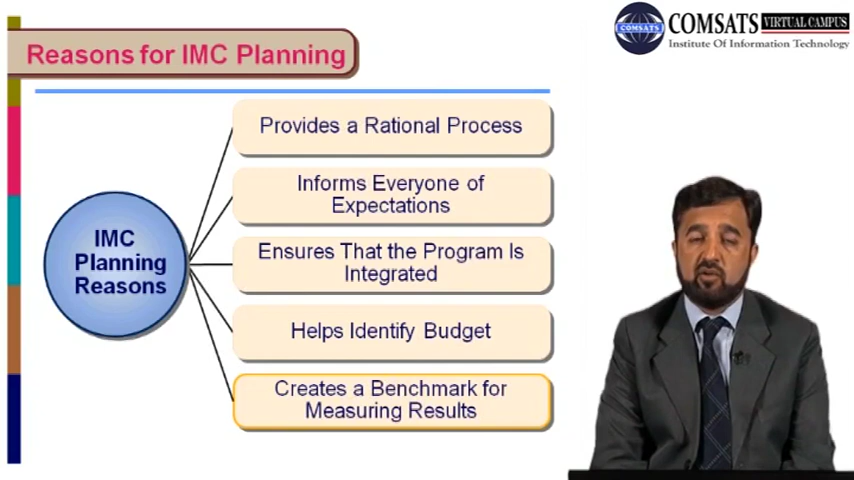 Reasons for IMC Planning
COMSATS VIRTUAL CAMPUS
Institute Of Information Technology
IMC
Planning
Reasons
Provides a Rational Process
Informs Everyone of
Expectations
Ensures That the Program Is
Integrated
Helps Identify Budget
Creates a Benchmark for
Measuring Results
COMSATS